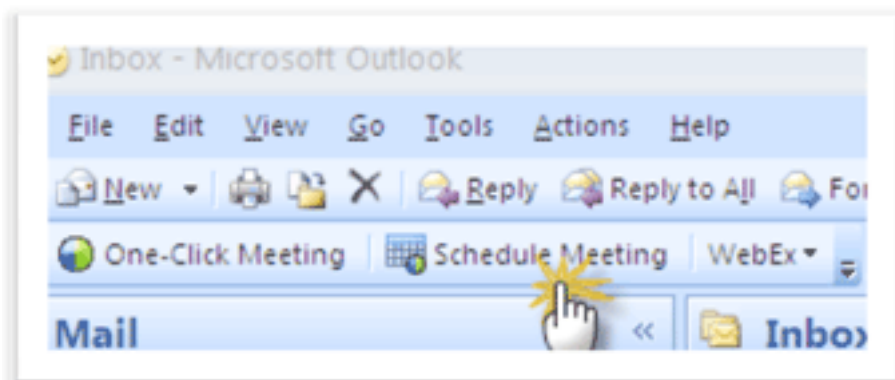 Inbox - Microsoft Outlook
File Edit View Go Tools Actions Help
New Reply Reply to All For
One-Click Meeting Schedule Meeting WebEx
Mail « Inbox